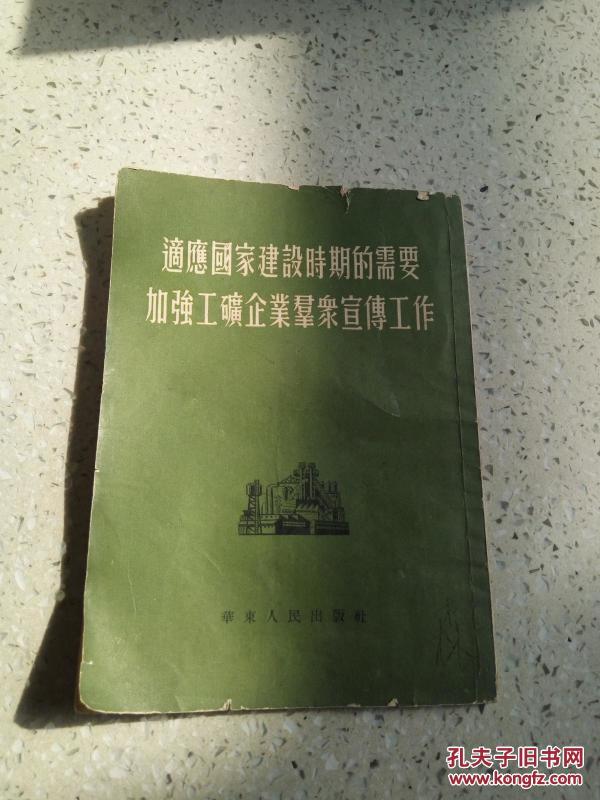 適應國家建設時期的需要
加強工礦企業羣衆宣傳工作
華東人民出版社
孔夫子旧书网
www.kongfz.com